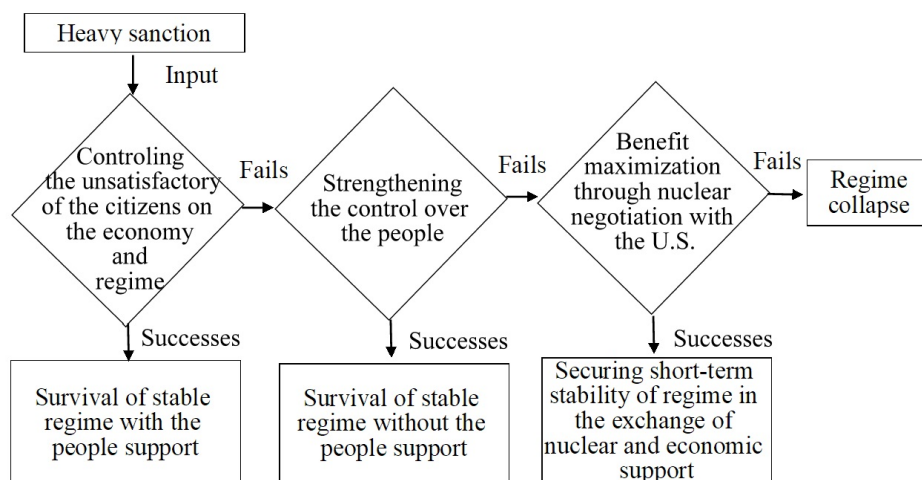 Heavy sanction
Input
Controling
the unsatisfactory
of the citizens on
the economy
and
regime
Fails
Successes
Survival of stable
regime with the
people support
Strengthening
the control over
the people
Fails
Successes
Survival of stable
regime without the
people support
Benefit
maximization
through nuclear
negotiation with
the U.S.
Fails
Successes
Securing short-term
stability of regime in
the exchange of
nuclear and economic
support
Regime
collapse